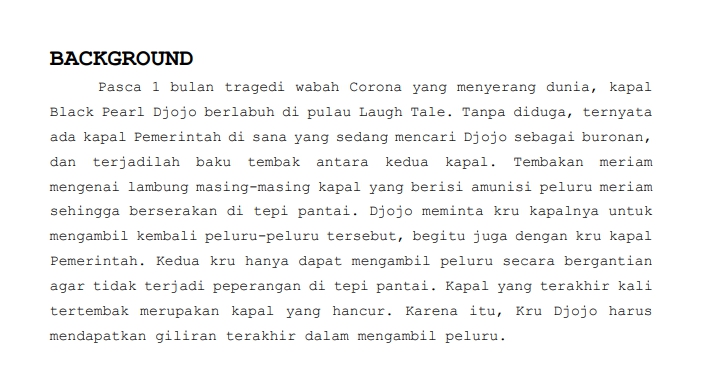 BACKGROUND
Pasca 1 bulan tragedi wabah Corona yang menyerang dunia, kapal
Black Pearl Djojo berlabuh di pulau Laugh Tale. Tanpa diduga, ternyata
ada kapal Pemerintah di sana yang sedang mencari Djojo sebagai buronan,
dan terjadilah baku tembak antara kedua kapal. Tembakan meriam
mengenai lambung masing-masing kapal yang berisi amunisi peluru meriam
sehingga berserakan di tepi pantai. Djojo meminta kru kapalnya untuk
mengambil kembali peluru-peluru tersebut, begitu juga dengan kru kapal
Pemerintah. Kedua kru hanya dapat mengambil peluru secara bergantian
agar tidak terjadi peperangan di tepi pantai. Kapal yang terakhir kali
tertembak merupakan kapal yang hancur. Karena itu, Kru Djojo harus
mendapatkan giliran terakhir dalam mengambil peluru.